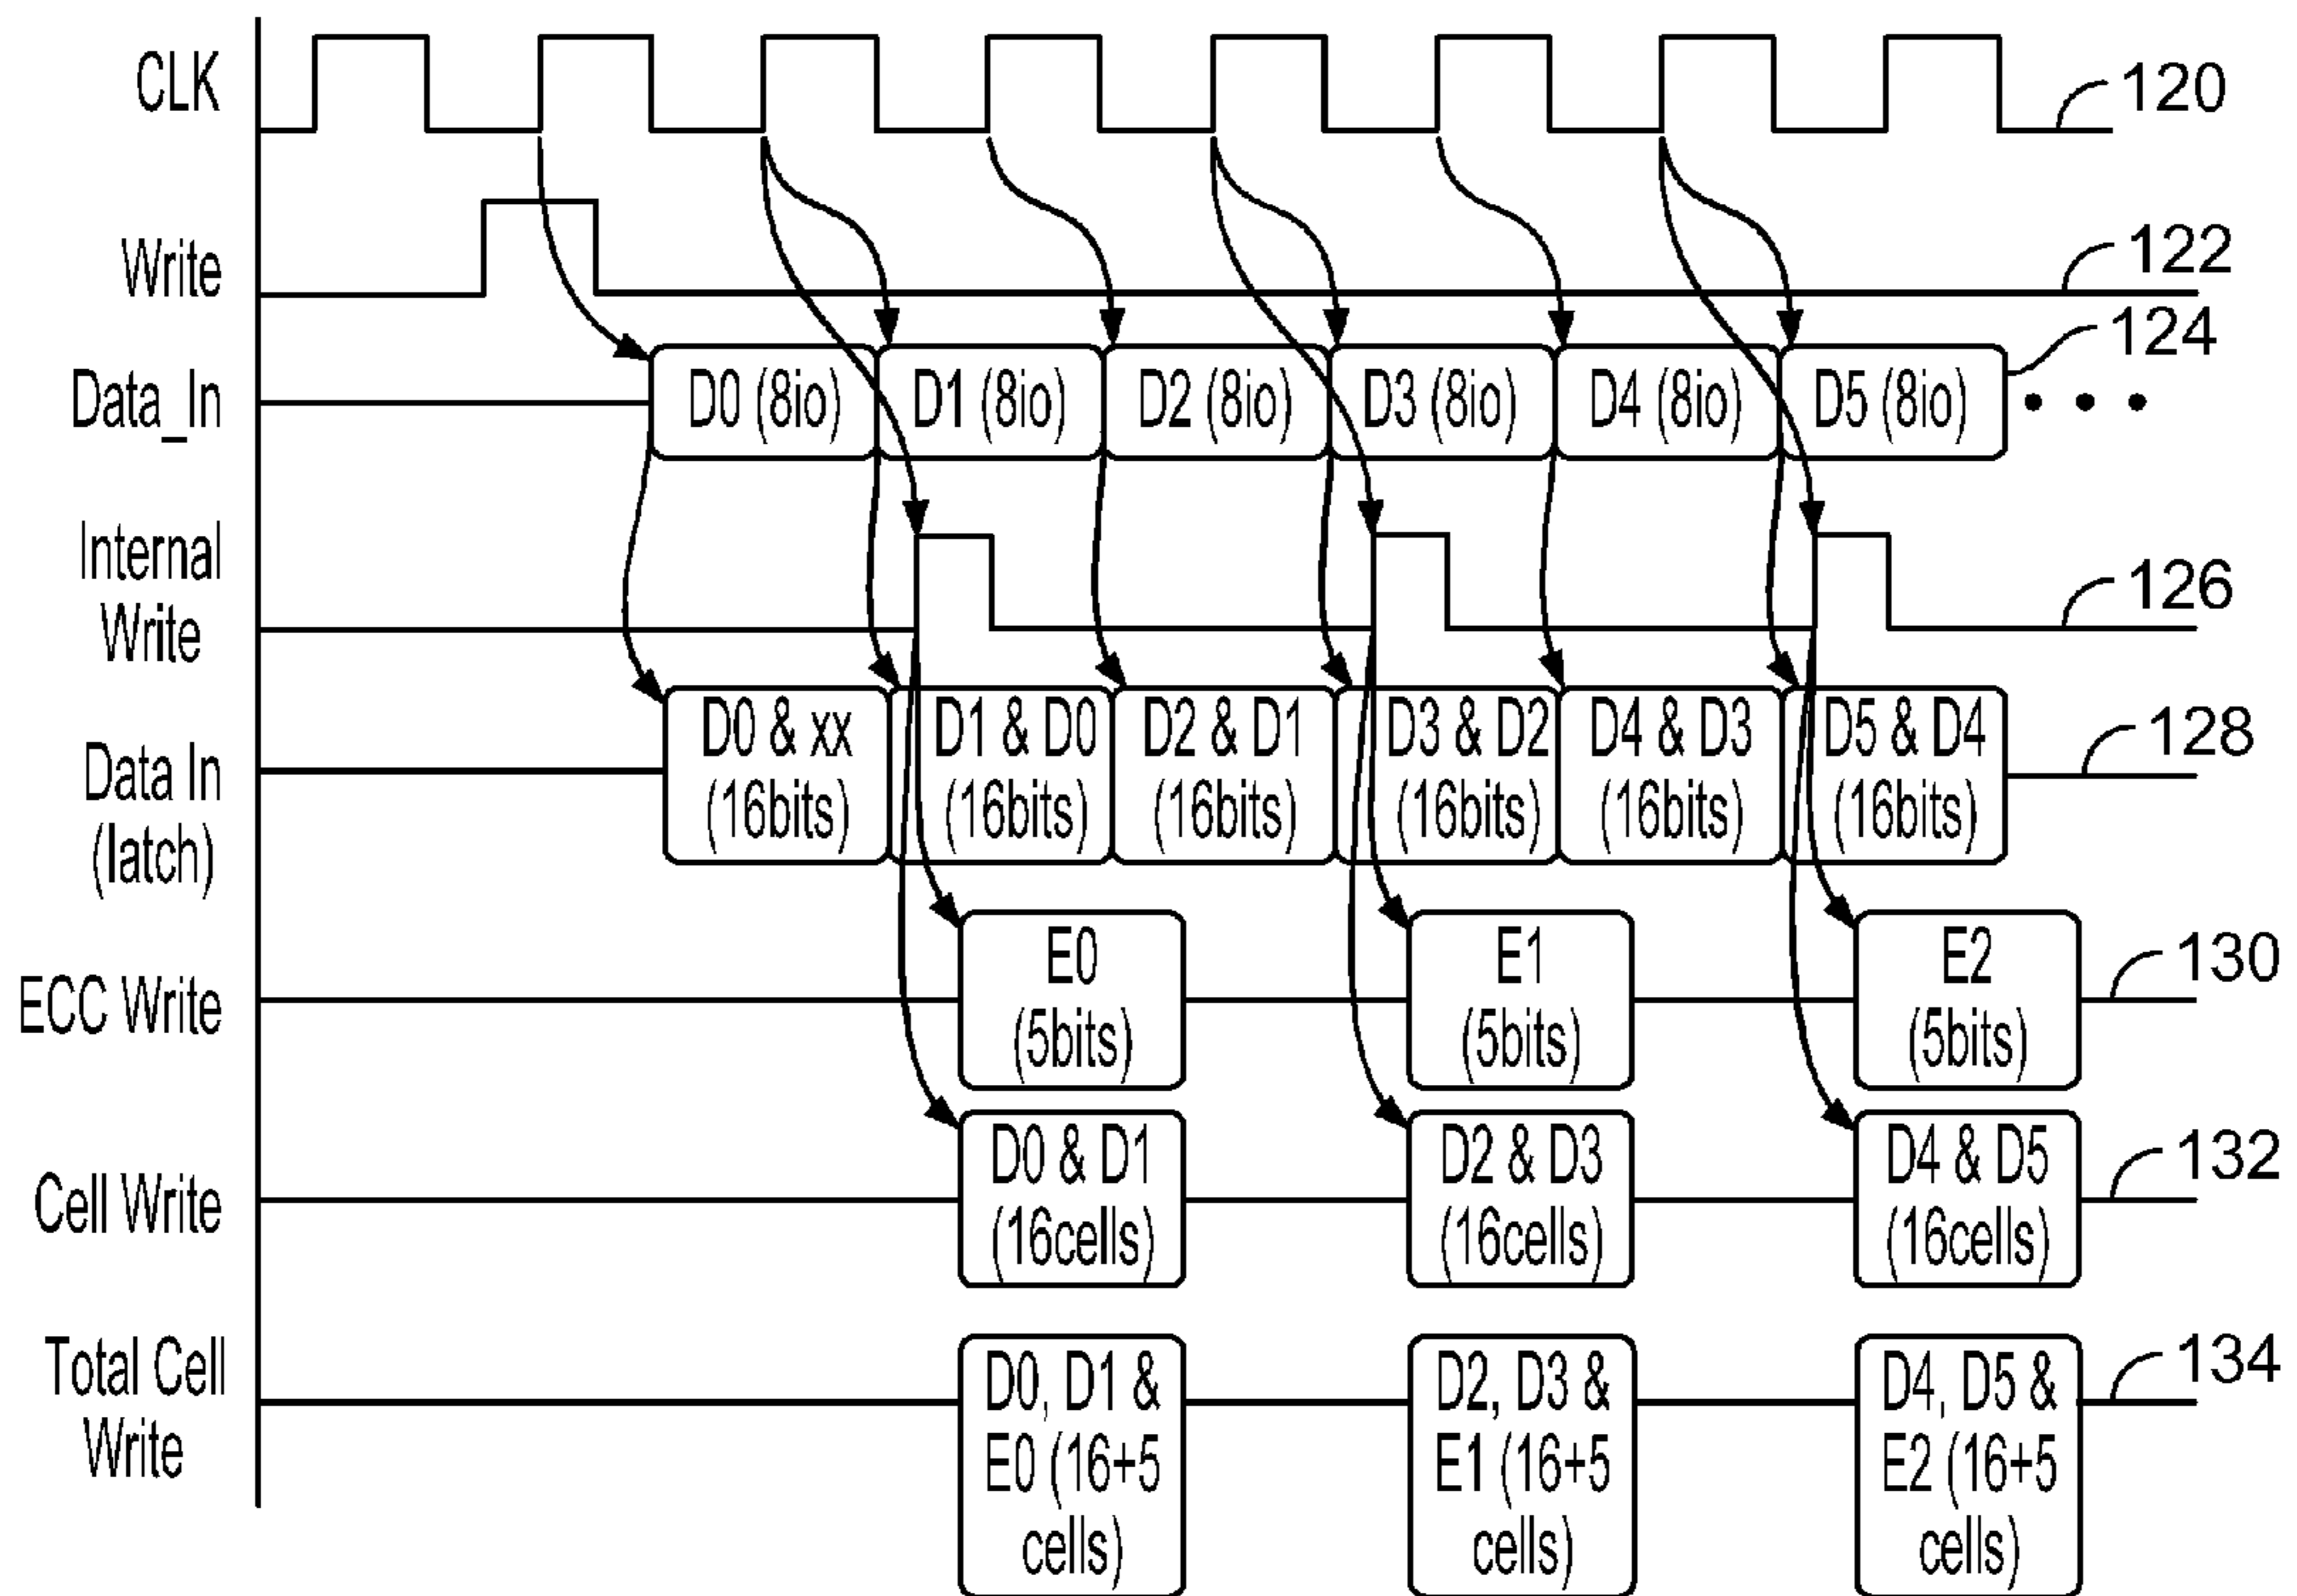 CLK
120
Write
122
Data_In
D0 (8io)
D1 (8io)
D2 (8io)
D3 (8io)
D4 (8io)
D5 (8io)
• • •
124
Internal
Write
126
Data In
(latch)
D0 & xx
(16bits)
D1 & D0
(16bits)
D2 & D1
(16bits)
D3 & D2
(16bits)
D4 & D3
(16bits)
D5 & D4
(16bits)
128
ECC Write
E0
(5bits)
E1
(5bits)
E2
(5bits)
130
Cell Write
D0 & D1
(16cells)
D2 & D3
(16cells)
D4 & D5
(16cells)
132
Total Cell
Write
D0, D1 &
E0 (16+5
cells)
D2, D3 &
E1 (16+5
cells)
D4, D5 &
E2 (16+5
cells)
134